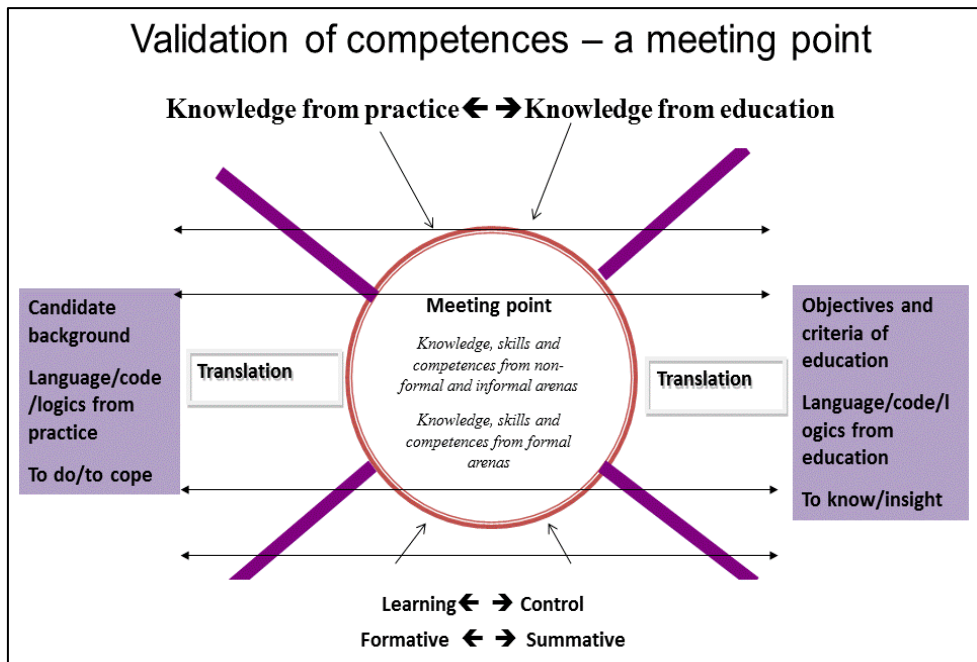 Validation of competences – a meeting point
Knowledge from practice 🡰 🡲 Knowledge from education
Candidate
background
Language/code
/logics from
practice
To do/to cope
Translation
Meeting point
Knowledge, skills and
competences from non-
formal and informal arenas
Knowledge, skills and
competences from formal
arenas
Translation
Objectives and
criteria of
education
Language/code/l
ogics from
education
To know/insight
Learning 🡰 🡲 Control
Formative 🡰 🡲 Summative